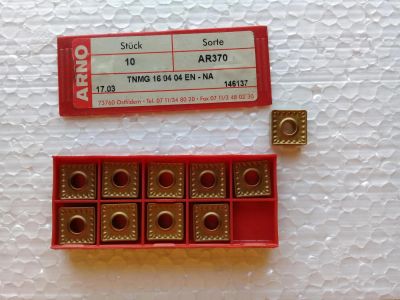 ARNO
Stück Sorte
10 AR370
TNMG 16 04 04 EN - NA
17.03 146137
73760 Ostfildern • Tel. 07 11/34 80 20 • Fax 07 11/3 48 02 30